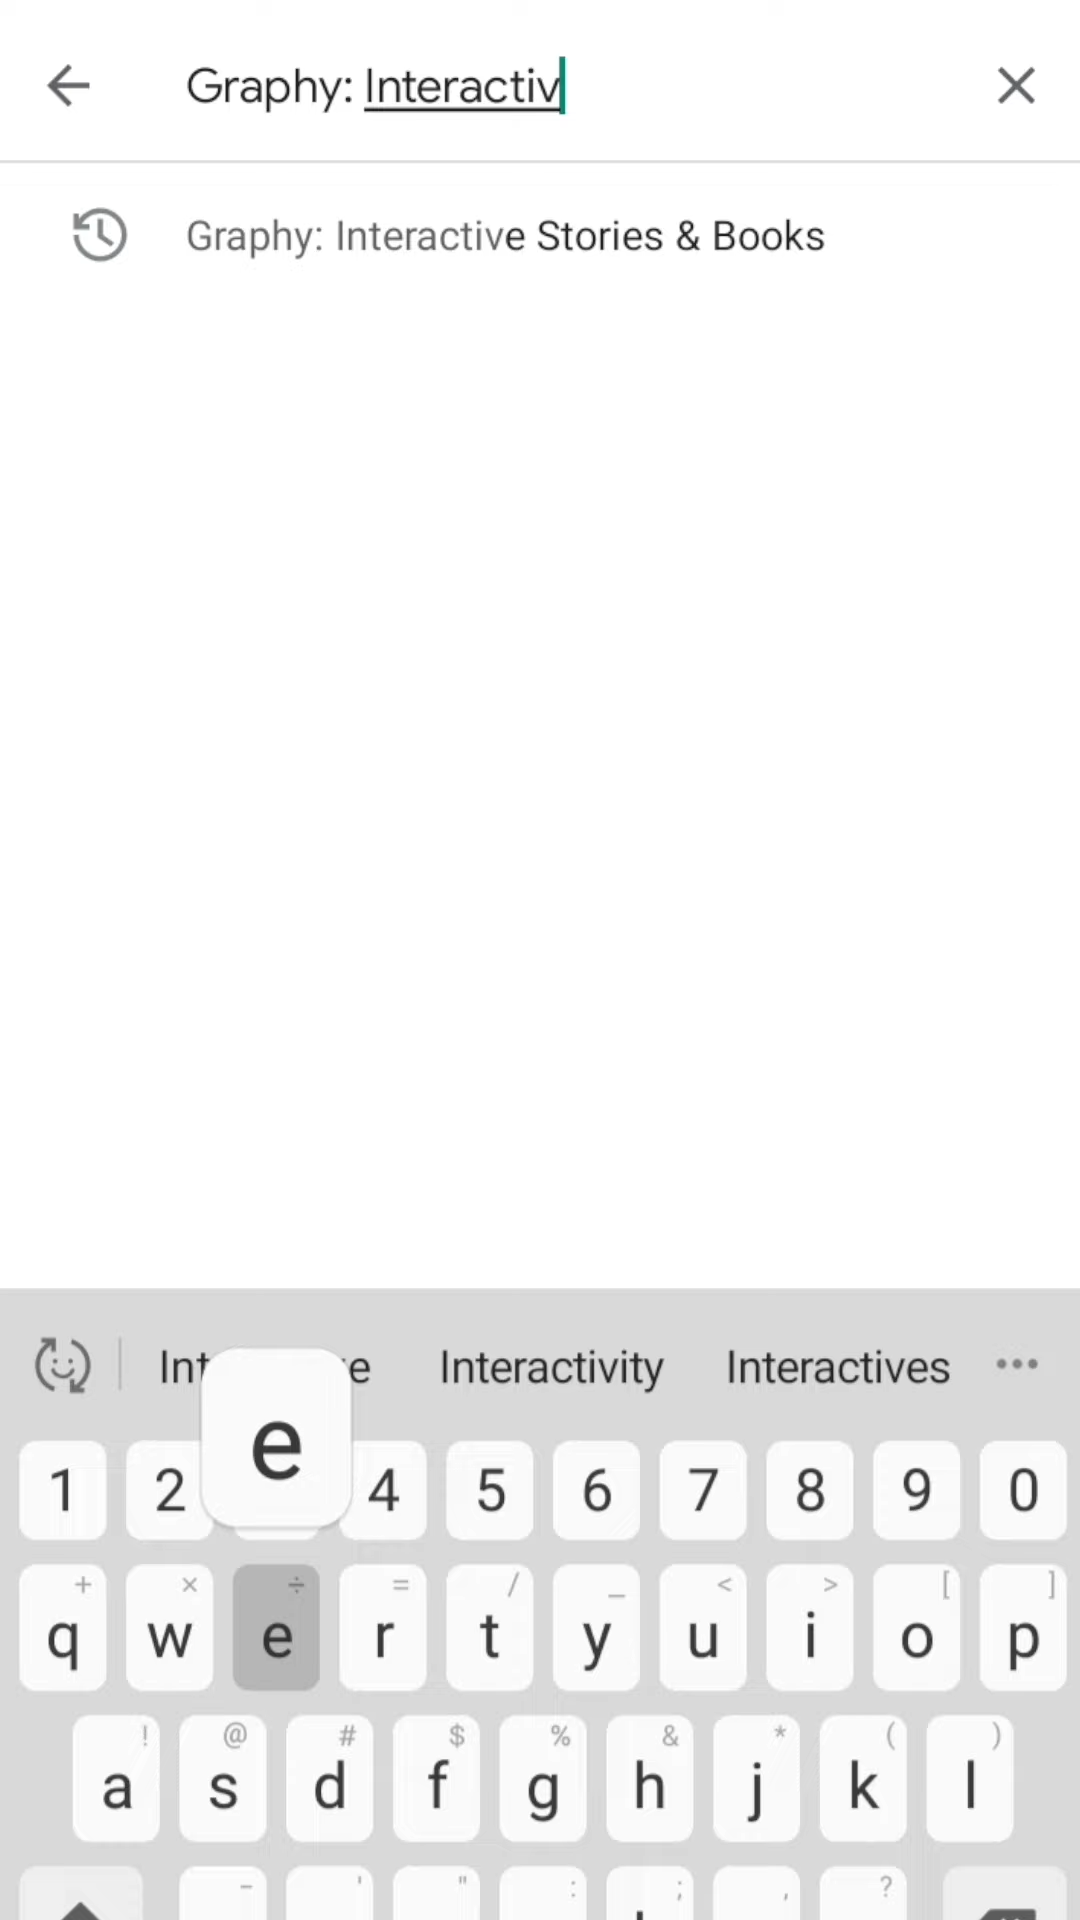 Graphy: Interactiv
Graphy: Interactive Stories & Books
Interactivity Interactives
e
1 2 4 5 6 7 8 9 0
+ × ÷ = / _ < > [ ]
q w e r t y u i o p
! @ # $ % & * ( )
a s d f g h j k l
- ' " : ; , ?